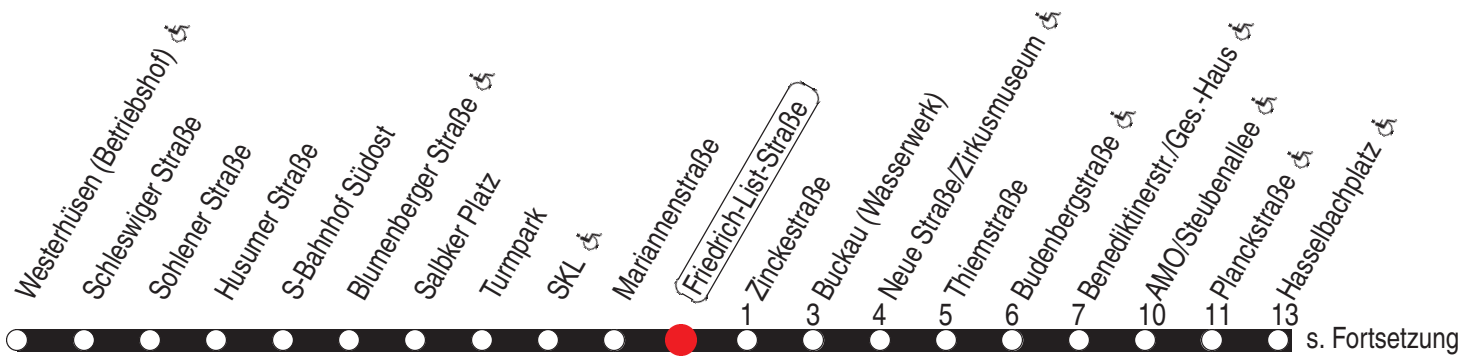 Westerhüsen (Betriebshof)
Schleswiger Straße
Sohlener Straße
Husumer Straße
S-Bahnhof Südost
Blumenberger Straße
Salbker Platz
Turmpark
SKL
Mariannenstraße
Friedrich-List-Straße
Zinckestraße
Buckau (Wasserwerk)
Neue Straße/Zirkusmuseum
Thiemstraße
Budenbergstraße
Benediktinerstr./Ges.-Haus
AMO/Steubenallee
Planckstraße
Hasselbachplatz
1 3 4 5 6 7 10 11 13
s. Fortsetzung